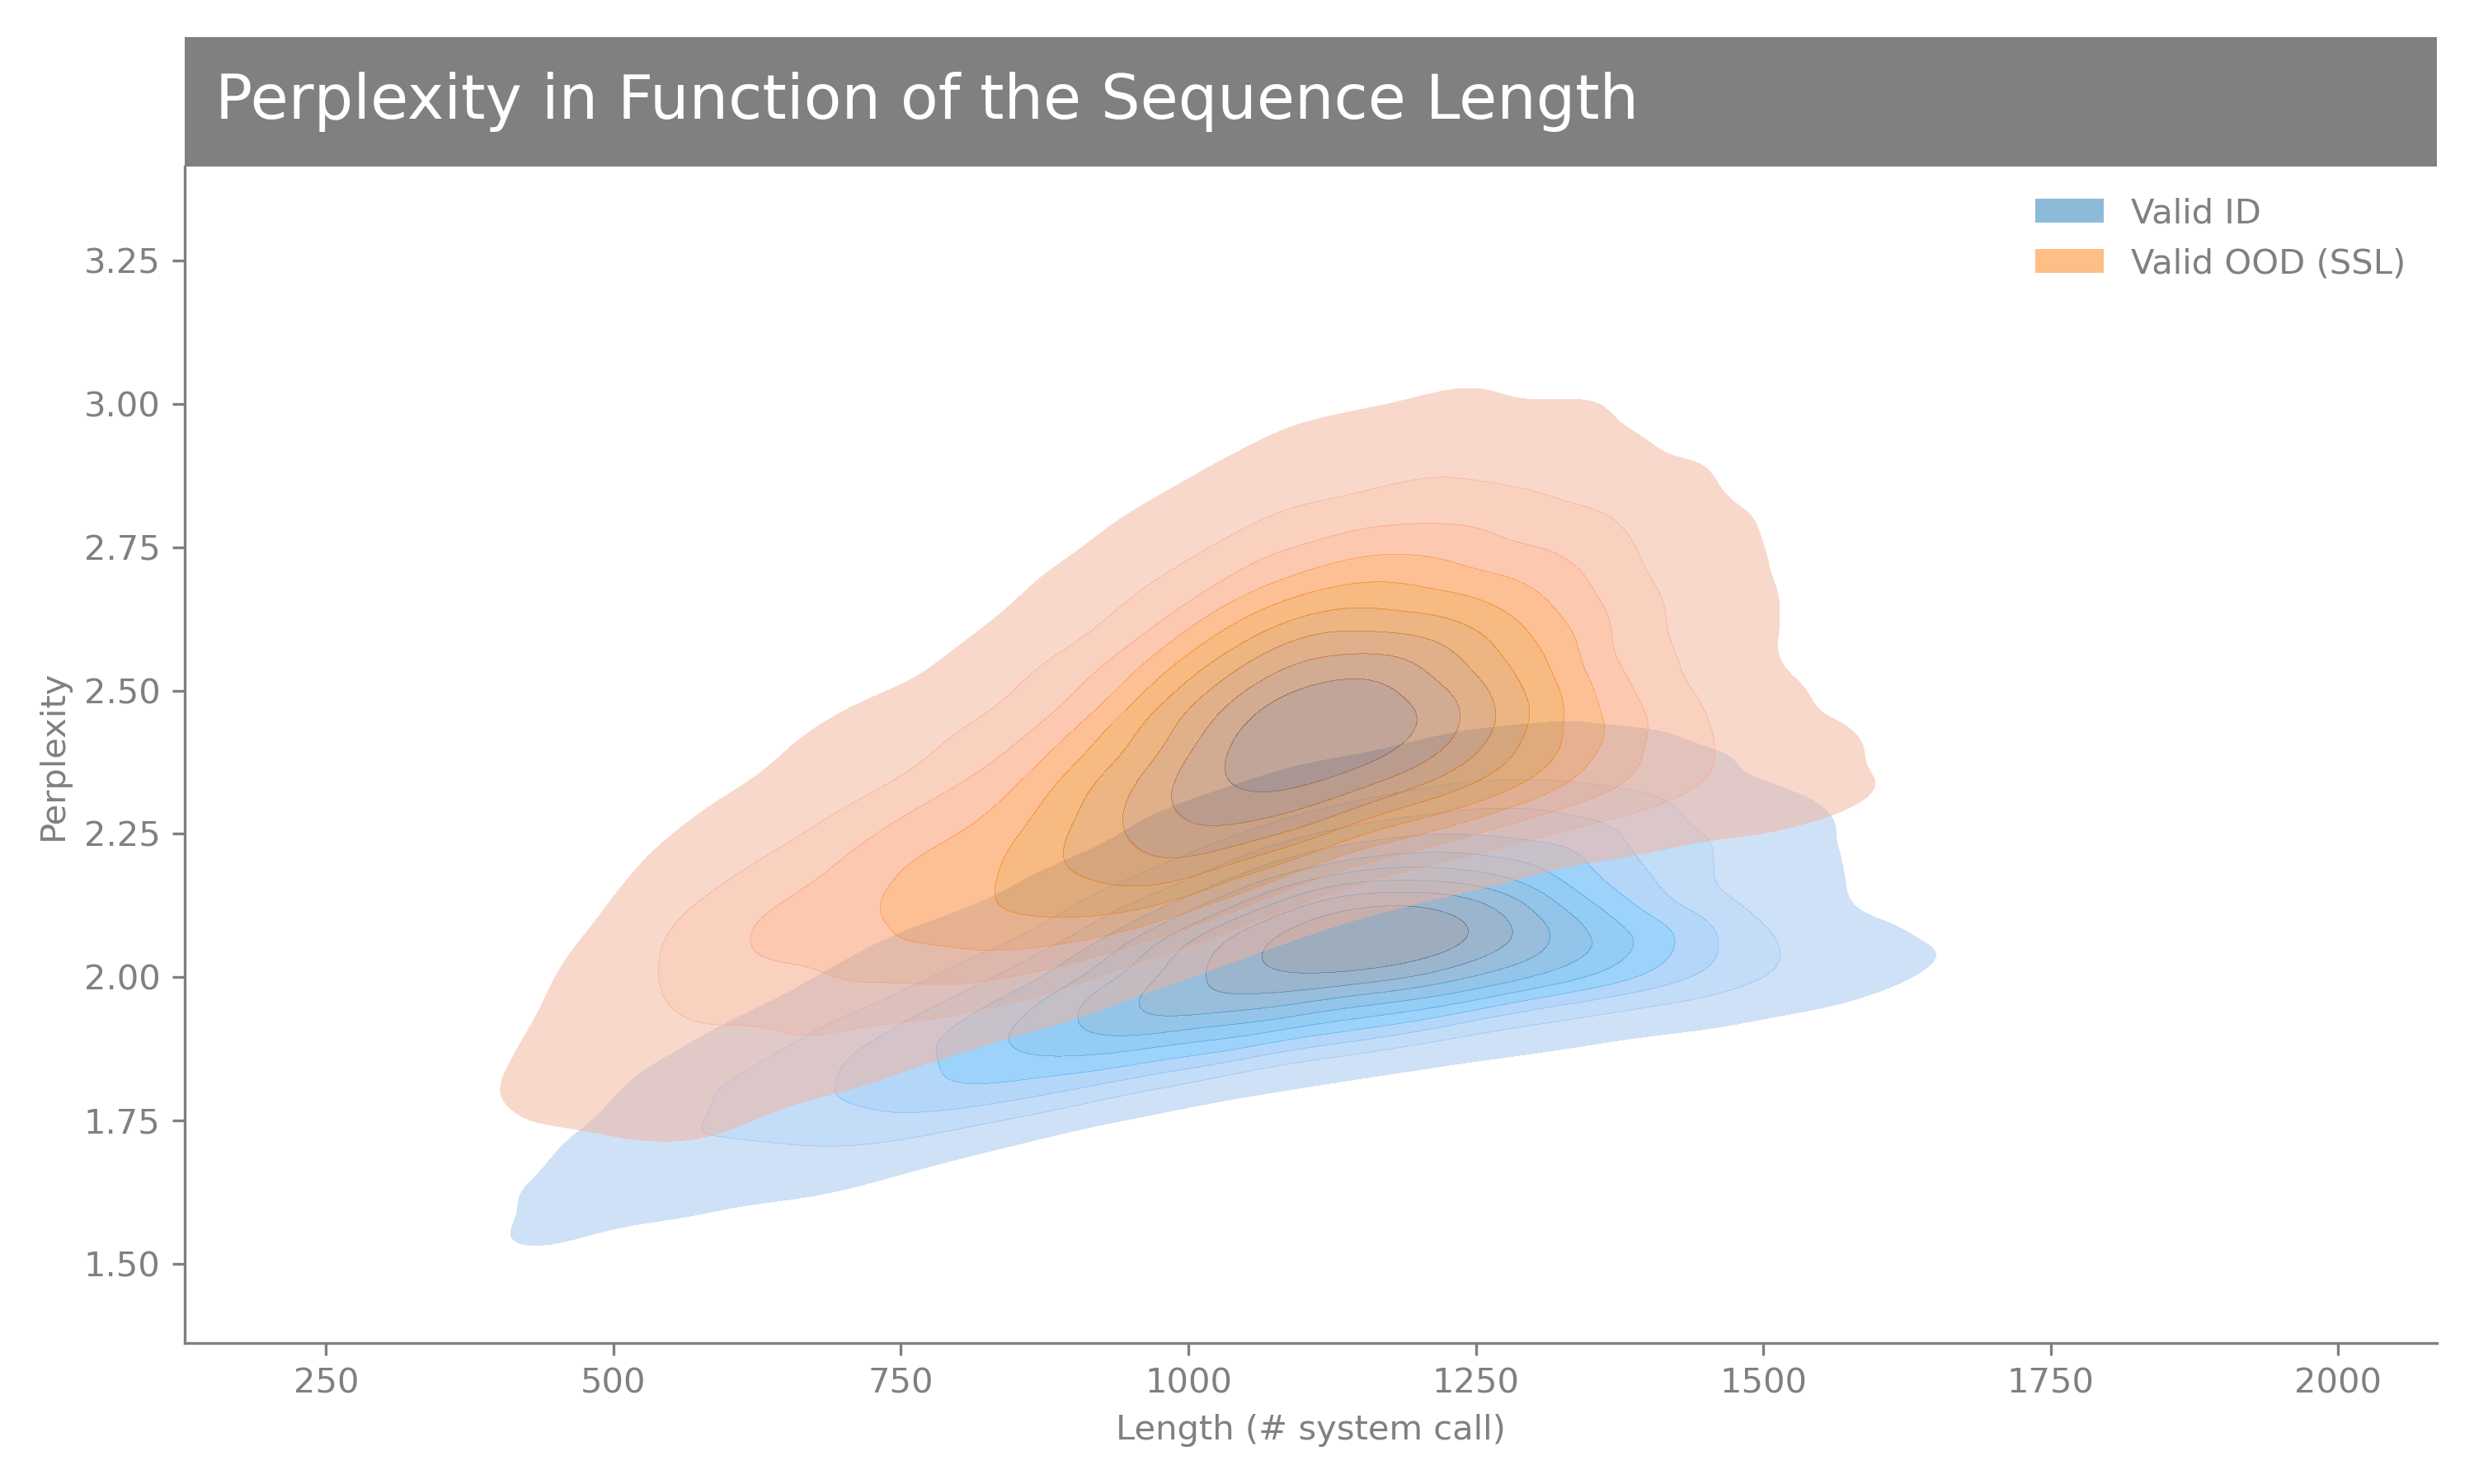 Perplexity in Function of the Sequence Length
Valid ID
Valid OOD (SSL)
3.25
3.00
2.75
2.50
2.25
2.00
1.75
1.50
Perplexity
250 500 750 1000 1250 1500 1750 2000
Length (# system call)